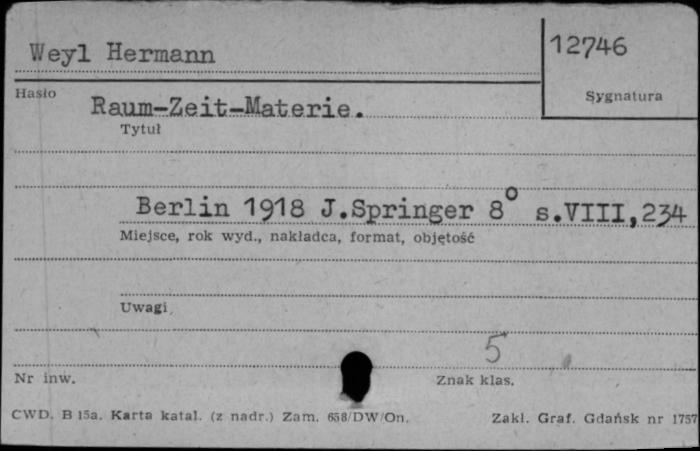 Weyl Hermann
12746
Hasło
Sygnatura
Raum-Zeit-Materie.
Tytuł
Berlin 1918 J.Springer 8° s.VIII,234
Miejsce, rok wyd., nakładca, format, objętość
Uwagi
5
Nr inw.
Znak klas.
CWD. B 15a. Karta katal. (z nadr.) Zam. 658/DW/On.
Zakł. Graf. Gdańsk nr 1757